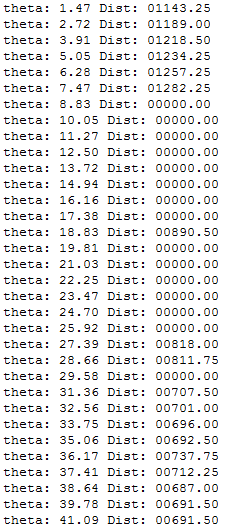 theta: 1.47 Dist: 01143.25
theta: 2.72 Dist: 01189.00
theta: 3.91 Dist: 01218.50
theta: 5.05 Dist: 01234.25
theta: 6.28 Dist: 01257.25
theta: 7.47 Dist: 01282.25
theta: 8.83 Dist: 00000.00
theta: 10.05 Dist: 00000.00
theta: 11.27 Dist: 00000.00
theta: 12.50 Dist: 00000.00
theta: 13.72 Dist: 00000.00
theta: 14.94 Dist: 00000.00
theta: 16.16 Dist: 00000.00
theta: 17.38 Dist: 00000.00
theta: 18.83 Dist: 00890.50
theta: 19.81 Dist: 00000.00
theta: 21.03 Dist: 00000.00
theta: 22.25 Dist: 00000.00
theta: 23.47 Dist: 00000.00
theta: 24.70 Dist: 00000.00
theta: 25.92 Dist: 00000.00
theta: 27.39 Dist: 00818.00
theta: 28.66 Dist: 00811.75
theta: 29.58 Dist: 00000.00
theta: 31.36 Dist: 00707.50
theta: 32.56 Dist: 00701.00
theta: 33.75 Dist: 00696.00
theta: 35.06 Dist: 00692.50
theta: 36.17 Dist: 00737.75
theta: 37.41 Dist: 00712.25
theta: 38.64 Dist: 00687.00
theta: 39.78 Dist: 00691.50
theta: 41.09 Dist: 00691.50